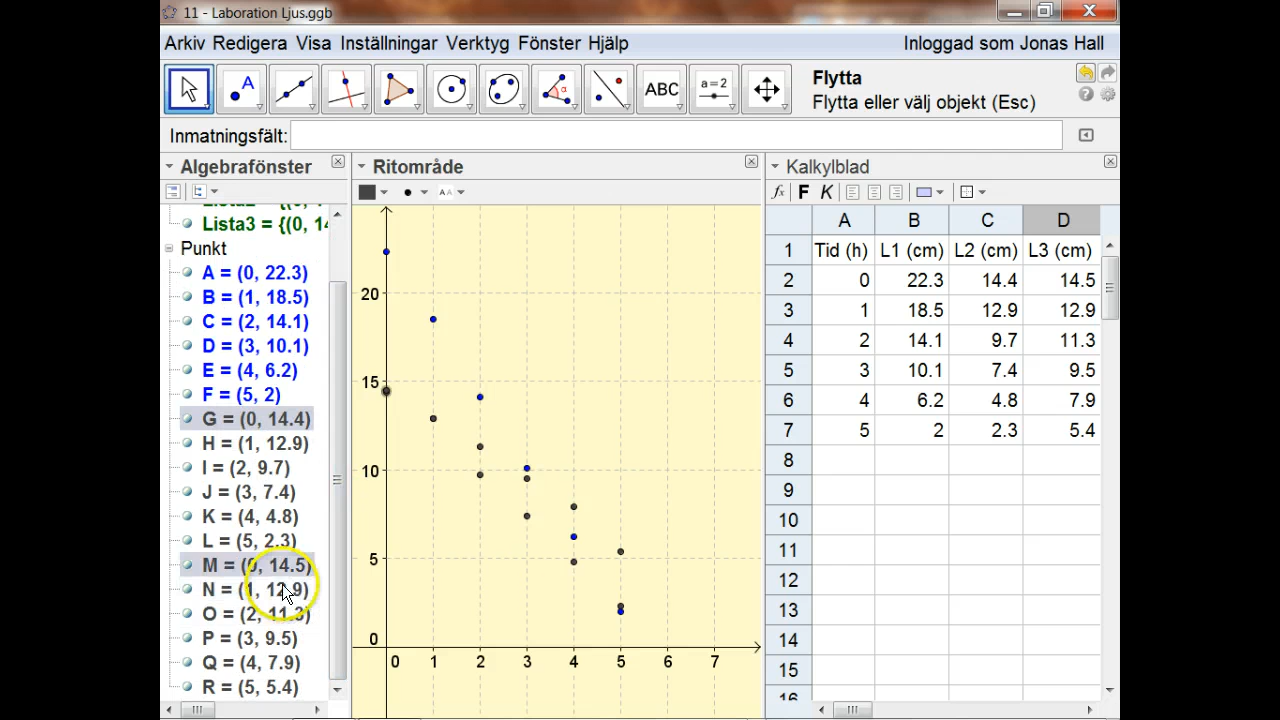 11 - Laboration Ljus.ggb
Arkiv Redigera Visa Inställningar Verktyg Fönster Hjälp Inloggad som Jonas Hall
A ABC a=2 Flytta
Flytta eller välj objekt (Esc)
Inmatningsfält:
Algebrafönster Ritområde Kalkylblad
Lista3 = {(0, 14
Punkt
A = (0, 22.3)
B = (1, 18.5)
C = (2, 14.1)
D = (3, 10.1)
E = (4, 6.2)
F = (5, 2)
G = (0, 14.4)
H = (1, 12.9)
I = (2, 9.7)
J = (3, 7.4)
K = (4, 4.8)
L = (5, 2.3)
M = (0, 14.5)
N = (1, 12.9)
O = (2, 11.3)
P = (3, 9.5)
Q = (4, 7.9)
R = (5, 5.4)
20
15
10
5
0
0 1 2 3 4 5 6 7
fx F K
A B C D
1 Tid (h) L1 (cm) L2 (cm) L3 (cm)
2 0 22.3 14.4 14.5
3 1 18.5 12.9 12.9
4 2 14.1 9.7 11.3
5 3 10.1 7.4 9.5
6 4 6.2 4.8 7.9
7 5 2 2.3 5.4
8
9
10
11
12
13
14
15
16